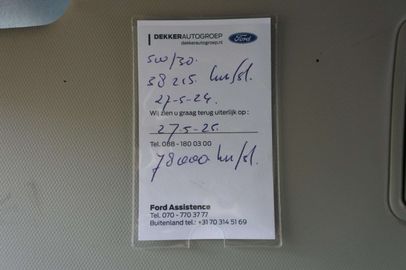 DEKKERAUTOGROEP
dekkerautogroep.nl
Ford
5w/30.
38215. km/st.
27-5-24.
Wij zien u graag terug uiterlijk op :
27-5-25.
Tel. 088 - 180 03 00
78000 km/st.
Ford Assistence
Tel. 070 - 770 37 77
Buitenland tel.: +31 70 314 51 69